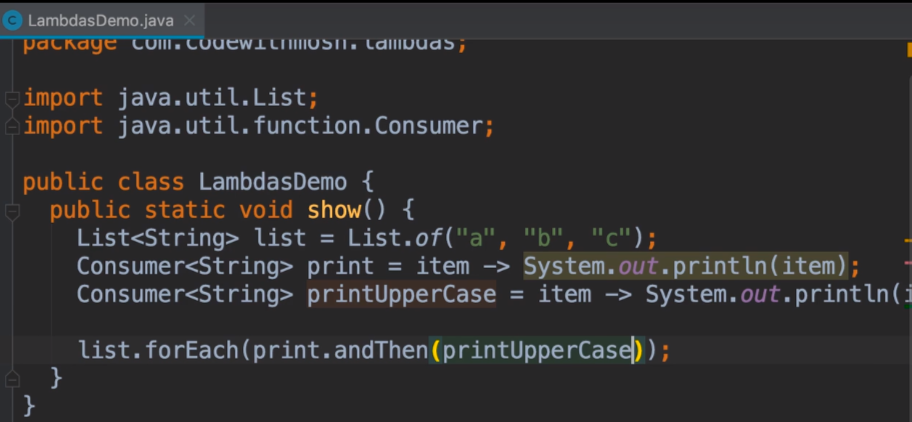 LambdasDemo.java
package com.codewithmosh.lambdas;
import java.util.List;
import java.util.function.Consumer;
public class LambdasDemo {
public static void show() {
List<String> list = List.of("a", "b", "c");
Consumer<String> print = item -> System.out.println(item);
Consumer<String> printUpperCase = item -> System.out.println(i
list.forEach(print.andThen(printUpperCase));
}
}